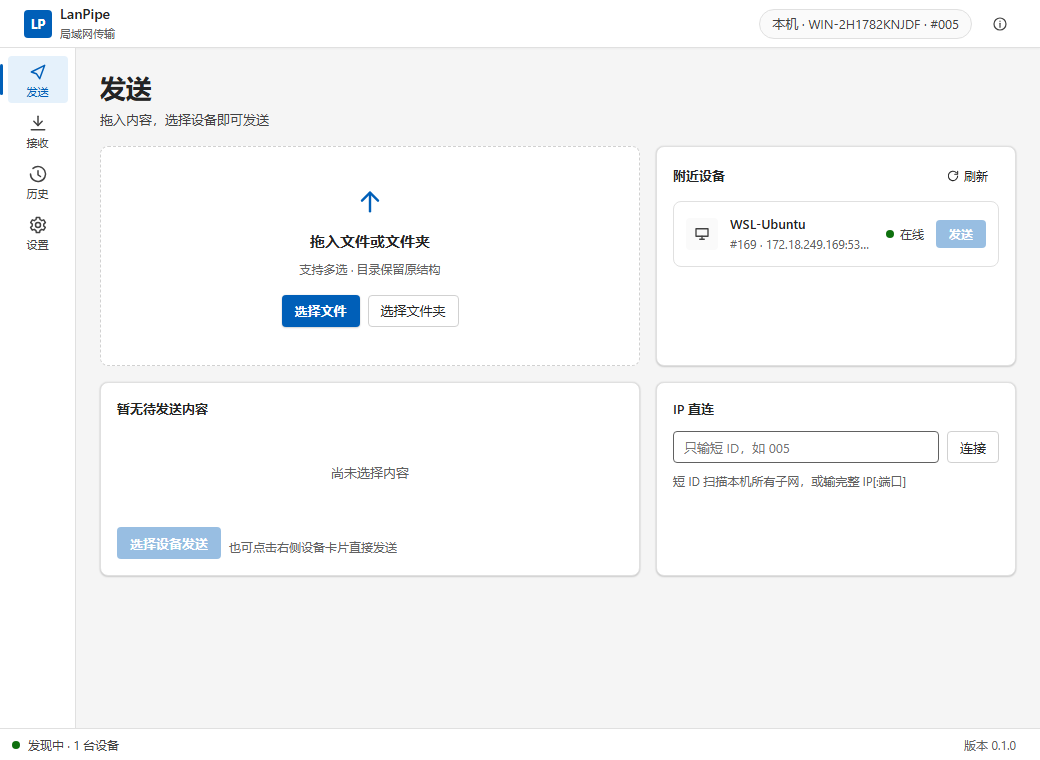 LP
LanPipe
局域网传输
本机 · WIN-2H1782KNJDF · #005
发送
接收
历史
设置
发送
拖入内容，选择设备即可发送
拖入文件或文件夹
支持多选 · 目录保留原结构
选择文件
选择文件夹
附近设备
刷新
WSL-Ubuntu
#169 · 172.18.249.169:53...
在线
发送
暂无待发送内容
尚未选择内容
选择设备发送
也可点击右侧设备卡片直接发送
IP 直连
只输短 ID，如 005
连接
短 ID 扫描本机所有子网，或输完整 IP[:端口]
发现中 · 1 台设备
版本 0.1.0